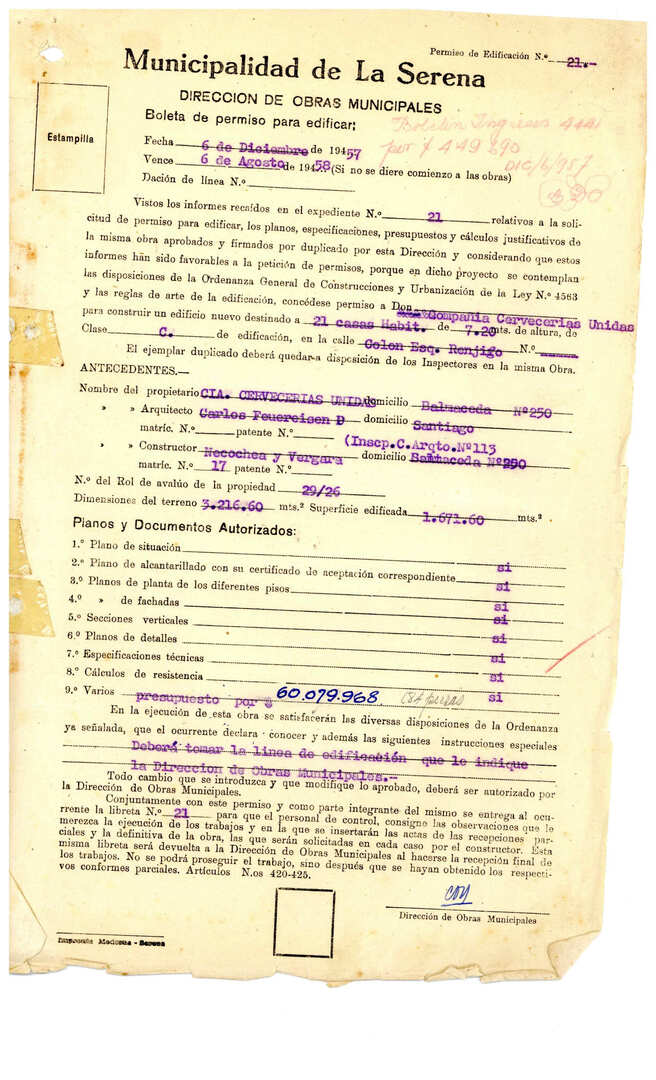 Permiso de Edificación N.º 21.-
Municipalidad de La Serena
DIRECCION DE OBRAS MUNICIPALES
Boleta de permiso para edificar:
Estampilla
Boletín Ingreso 4441
por $ 449290
DIC/6/957
Fecha 6 de Diciembre de 19457
Vence 6 de Agosto de 194 58 (Si no se diere comienzo a las obras)
Dación de línea N.º
Vistos los informes recaídos en el expediente N.º 21 relativos a la soli-
citud de permiso para edificar, los planos, especificaciones, presupuestos y cálculos justificativos de
la misma obra aprobados y firmados por duplicado por esta Dirección y considerando que estos
informes hán sido favorables a la petición de permisos, porque en dicho proyecto se contemplan
las disposiciones de la Ordenanza General de Construcciones y Urbanización de la Ley N.º 4563
y las reglas de arte de la edificación, concédese permiso a Don Compañia Cervecerías Unidas
para construir un edificio nuevo destinado a 21 casas Habit. de 7.20 mts. de altura, de
Clase C. de edificación, en la calle Colon Esq. Renjigo N.º
El ejemplar duplicado deberá quedar a disposición de los Inspectores en la misma Obra.
ANTECEDENTES.—
Nombre del propietario CIA. CERVECERIAS UNIDAS domicilio Balmaceda Nº250
» » Arquitecto Carlos Feuereisen D domicilio Santiago
matríc. N.º patente N.º (Inscp.C.Arqto.Nº113
» » Constructor Necochea y Vergara domicilio Balmaceda Nº290
matríc. N.º 17 patente N.º
N.º del Rol de avalúo de la propiedad 29/26
Dimensiones del terreno 3.216.60 mts.² Superficie edificada 1.671.60 mts.²
Planos y Documentos Autorizados:
1.º Plano de situación
2.º Plano de alcantarillado con su certificado de aceptación correspondiente si
3.º Planos de planta de los diferentes pisos si
4.º » de fachadas si
5.º Secciones verticales si
6.º Planos de detalles si
7.º Especificaciones técnicas si
8.º Cálculos de resistencia si
9.º Varios presupuesto por $ 60.079.968 si
En la ejecución de esta obra se satisfacerán las diversas disposiciones de la Ordenanza
ya señalada, que el ocurrente declara conocer y además las siguientes instrucciones especiales
Deberá tomar la linea de edificación que le indique
la Direccion de Obras Municipales.-
Todo cambio que se introduzca y que modifique lo aprobado, deberá ser autorizado por
la Dirección de Obras Municipales.
Conjuntamente con este permiso y como parte integrante del mismo se entrega al ocu-
rrente la libreta N.º 21 para que el personal de control, consigne las observaciones que le
merezca la ejecución de los trabajos y en la que se insertarán las actas de las recepciones par-
ciales y la definitiva de la obra, las que serán solicitadas en cada caso por el constructor. Esta
misma libreta será devuelta a la Dirección de Obras Municipales al hacerse la recepción final de
los trabajos. No se podrá proseguir el trabajo, sino después que se hayan obtenido los respecti-
vos conformes parciales. Artículos N.os 420-425.
Dirección de Obras Municipales
Imprenta Moderna - Serena